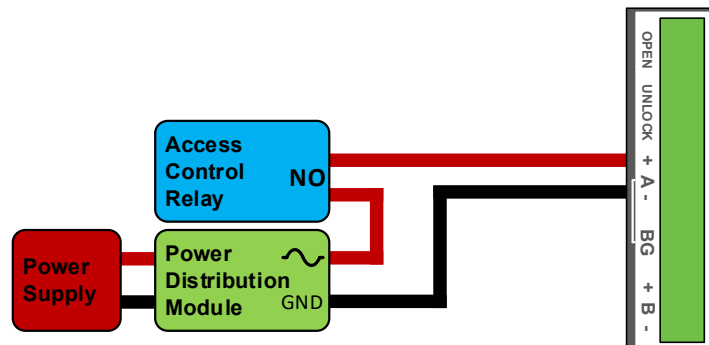 Access
Control
Relay
NO
Power
Supply
Power
Distribution
Module
GND
OPEN
UNLOCK
+
A
-
BG
+
B
-